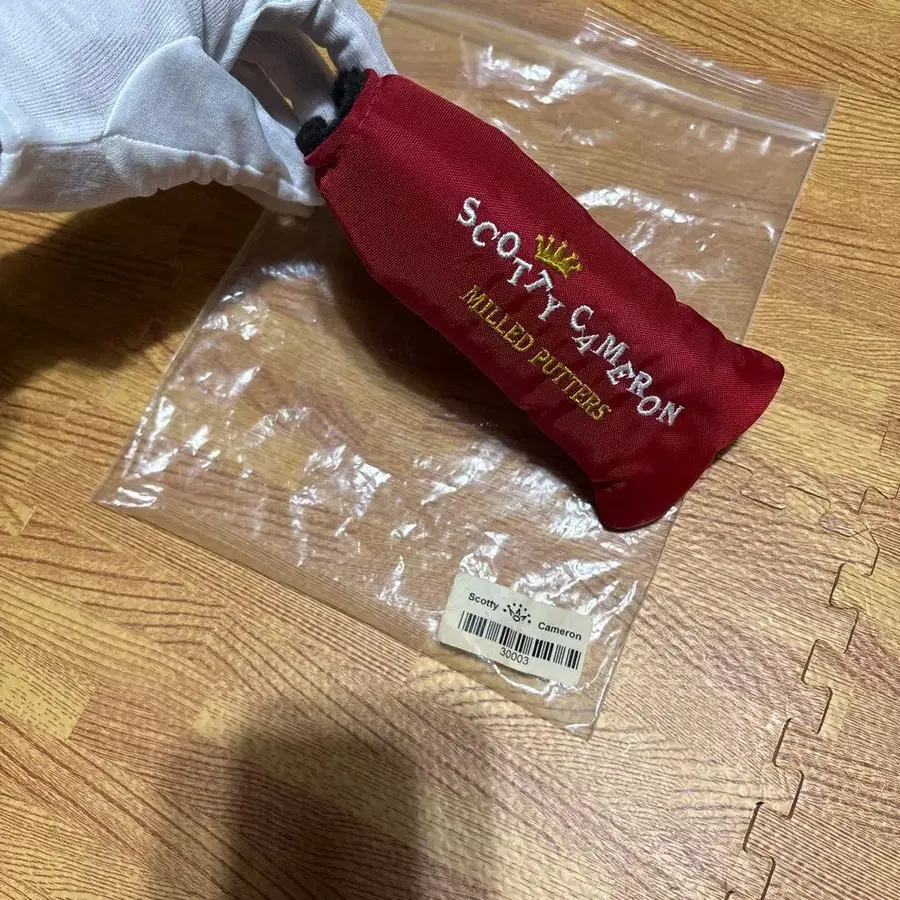 SCOTTY CAMERON
MILLED PUTTERS
Scotty Cameron
30003